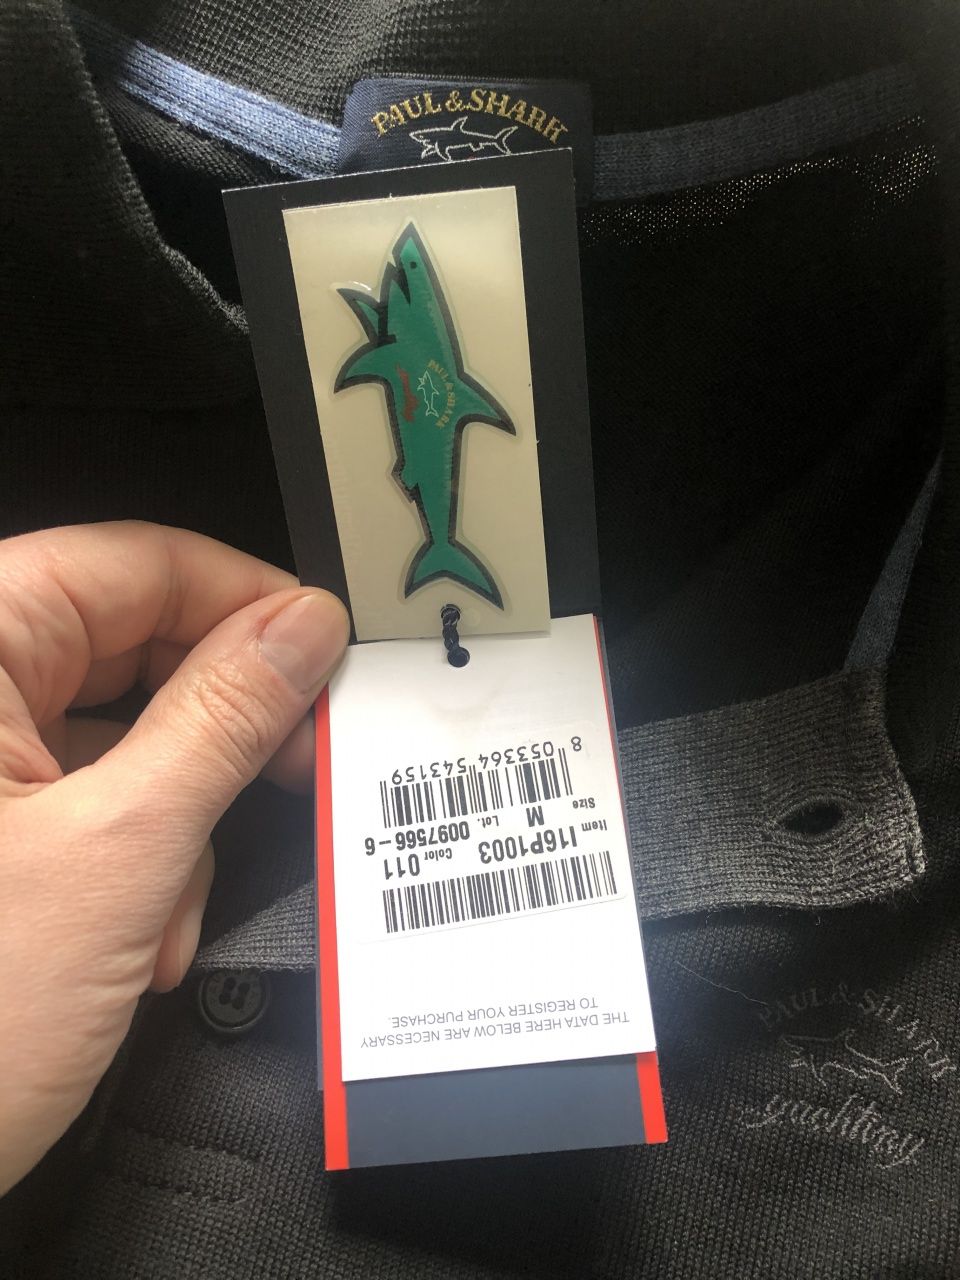 PAUL & SHARK
PAUL & SHARK
THE DATA HERE BELOW ARE NECESSARY
TO REGISTER YOUR PURCHASE.
Item I16P1003 Color 011
Size M Lot. 0097566-6
8 053364 543159
PAUL & SHARK
yachting